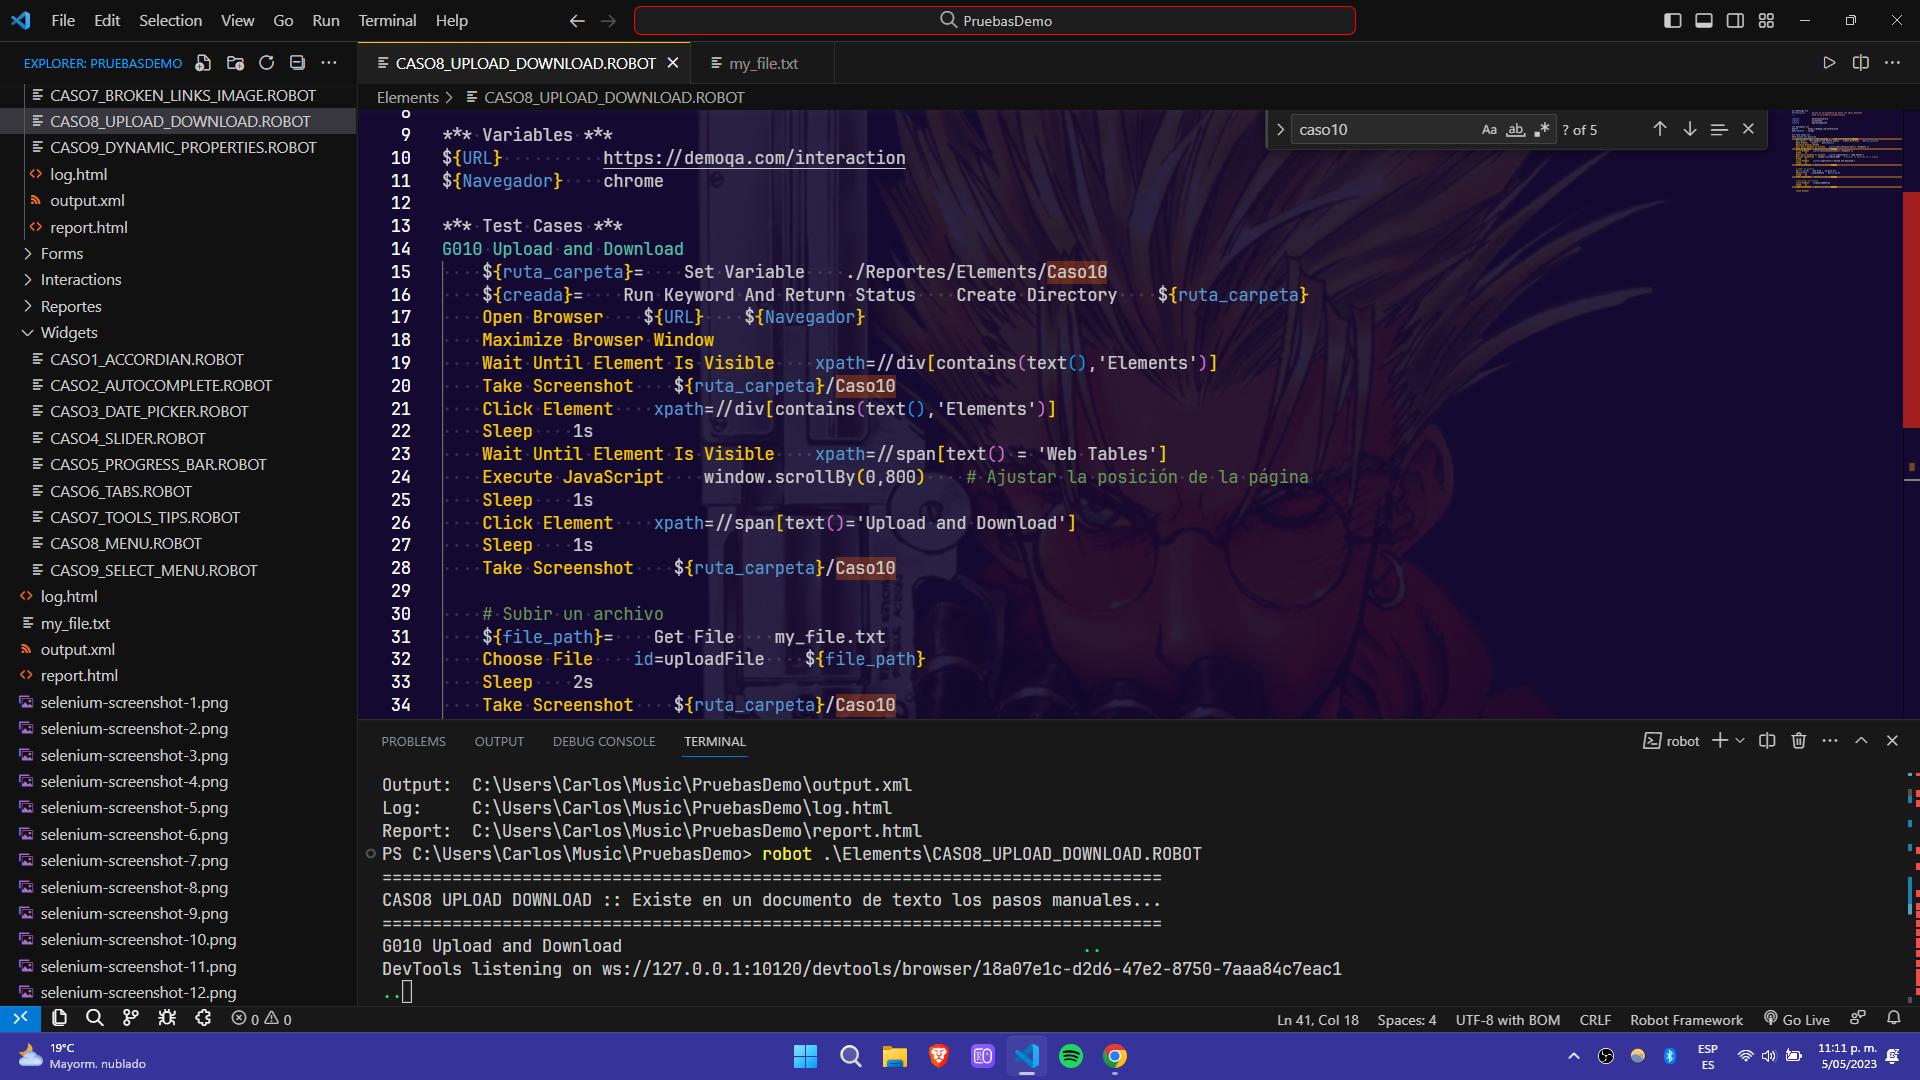 File Edit Selection View Go Run Terminal Help
PruebasDemo
EXPLORER: PRUEBASDEMO
CASO7_BROKEN_LINKS_IMAGE.ROBOT
CASO8_UPLOAD_DOWNLOAD.ROBOT
CASO9_DYNAMIC_PROPERTIES.ROBOT
log.html
output.xml
report.html
Forms
Interactions
Reportes
Widgets
CASO1_ACCORDIAN.ROBOT
CASO2_AUTOCOMPLETE.ROBOT
CASO3_DATE_PICKER.ROBOT
CASO4_SLIDER.ROBOT
CASO5_PROGRESS_BAR.ROBOT
CASO6_TABS.ROBOT
CASO7_TOOLS_TIPS.ROBOT
CASO8_MENU.ROBOT
CASO9_SELECT_MENU.ROBOT
log.html
my_file.txt
output.xml
report.html
selenium-screenshot-1.png
selenium-screenshot-2.png
selenium-screenshot-3.png
selenium-screenshot-4.png
selenium-screenshot-5.png
selenium-screenshot-6.png
selenium-screenshot-7.png
selenium-screenshot-8.png
selenium-screenshot-9.png
selenium-screenshot-10.png
selenium-screenshot-11.png
selenium-screenshot-12.png
CASO8_UPLOAD_DOWNLOAD.ROBOT
my_file.txt
Elements > CASO8_UPLOAD_DOWNLOAD.ROBOT
caso10 Aa ab .* ? of 5
8
9 *** Variables ***
10 ${URL} https://demoqa.com/interaction
11 ${Navegador} chrome
12
13 *** Test Cases ***
14 G010 Upload and Download
15 ${ruta_carpeta}= Set Variable ./Reportes/Elements/Caso10
16 ${creada}= Run Keyword And Return Status Create Directory ${ruta_carpeta}
17 Open Browser ${URL} ${Navegador}
18 Maximize Browser Window
19 Wait Until Element Is Visible xpath=//div[contains(text(),'Elements')]
20 Take Screenshot ${ruta_carpeta}/Caso10
21 Click Element xpath=//div[contains(text(),'Elements')]
22 Sleep 1s
23 Wait Until Element Is Visible xpath=//span[text() = 'Web Tables']
24 Execute JavaScript window.scrollBy(0,800) # Ajustar la posición de la página
25 Sleep 1s
26 Click Element xpath=//span[text()='Upload and Download']
27 Sleep 1s
28 Take Screenshot ${ruta_carpeta}/Caso10
29
30 # Subir un archivo
31 ${file_path}= Get File my_file.txt
32 Choose File id=uploadFile ${file_path}
33 Sleep 2s
34 Take Screenshot ${ruta_carpeta}/Caso10
PROBLEMS OUTPUT DEBUG CONSOLE TERMINAL
robot
Output: C:\Users\Carlos\Music\PruebasDemo\output.xml
Log: C:\Users\Carlos\Music\PruebasDemo\log.html
Report: C:\Users\Carlos\Music\PruebasDemo\report.html
PS C:\Users\Carlos\Music\PruebasDemo> robot .\Elements\CASO8_UPLOAD_DOWNLOAD.ROBOT
==============================================================================
CASO8 UPLOAD DOWNLOAD :: Existe en un documento de texto los pasos manuales...
==============================================================================
G010 Upload and Download ..
DevTools listening on ws://127.0.0.1:10120/devtools/browser/18a07e1c-d2d6-47e2-8750-7aaa84c7eac1
..
0 0
Ln 41, Col 18 Spaces: 4 UTF-8 with BOM CRLF Robot Framework Go Live
19°C
Mayorm. nublado
ESP
ES
11:11 p. m.
5/05/2023